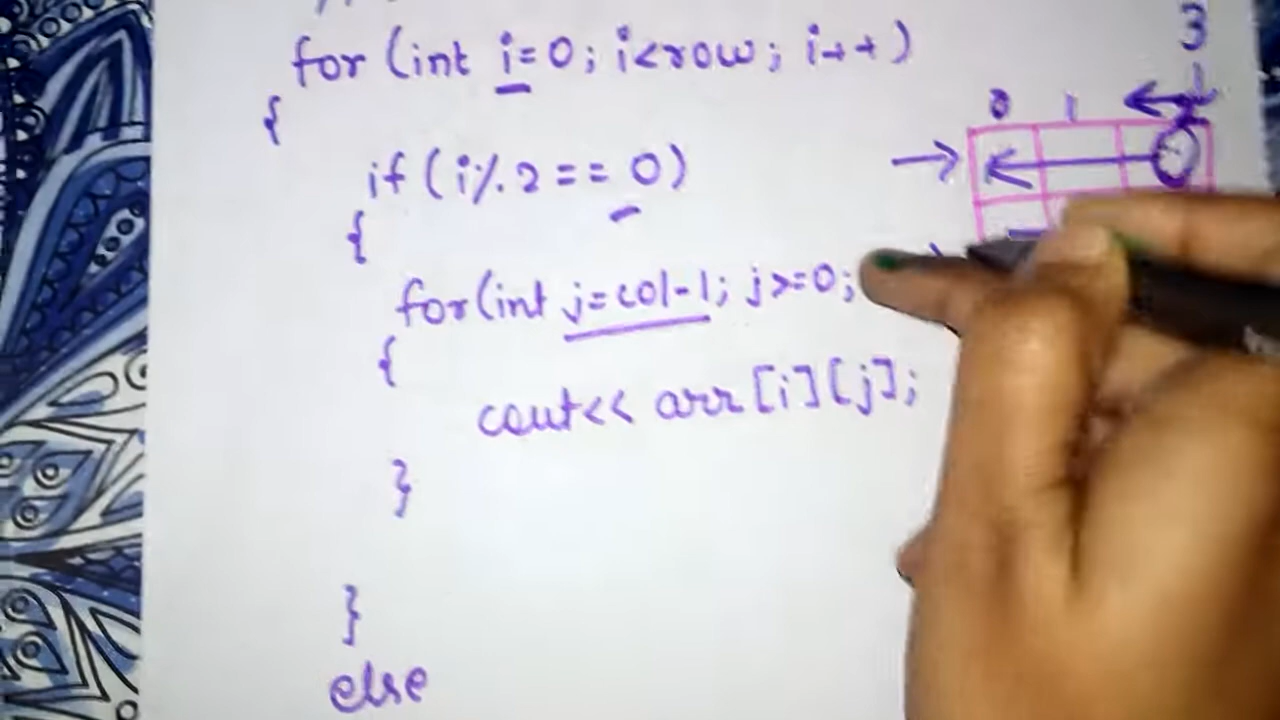 for (int i=0; i<row; i++)
{
if (i%2 == 0)
{
for(int j=col-1; j>=0;
{
cout<< arr[i][j];
}
}
else
3
0 1